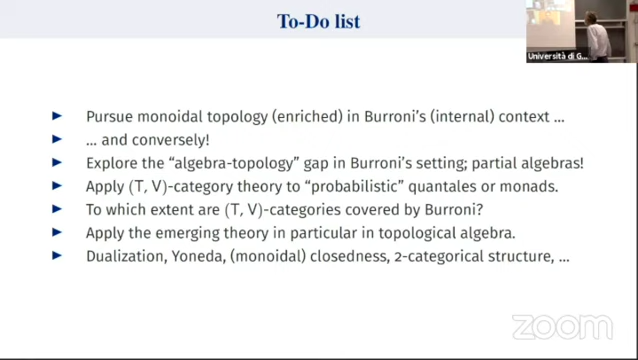 To-Do list
Università di G...
Pursue monoidal topology (enriched) in Burroni's (internal) context ...
... and conversely!
Explore the "algebra-topology" gap in Burroni's setting; partial algebras!
Apply (T, V)-category theory to "probabilistic" quantales or monads.
To which extent are (T, V)-categories covered by Burroni?
Apply the emerging theory in particular in topological algebra.
Dualization, Yoneda, (monoidal) closedness, 2-categorical structure, ...
zoom